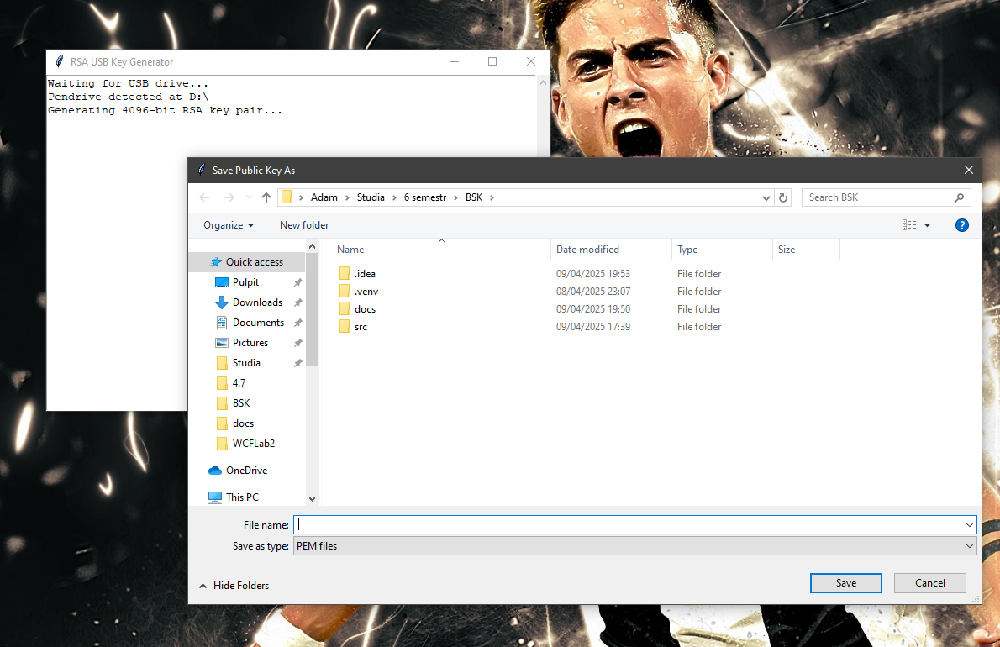 RSA USB Key Generator
Waiting for USB drive...
Pendrive detected at D:\
Generating 4096-bit RSA key pair...
Save Public Key As
Adam > Studia > 6 semestr > BSK >
Search BSK
Organize
New folder
?
Name
Date modified
Type
Size
Quick access
Pulpit
Downloads
Documents
Pictures
Studia
4.7
BSK
docs
WCFLab2
OneDrive
This PC
.idea 09/04/2025 19:53 File folder
.venv 08/04/2025 23:07 File folder
docs 09/04/2025 19:50 File folder
src 09/04/2025 17:39 File folder
File name:
Save as type: PEM files
Hide Folders
Save
Cancel